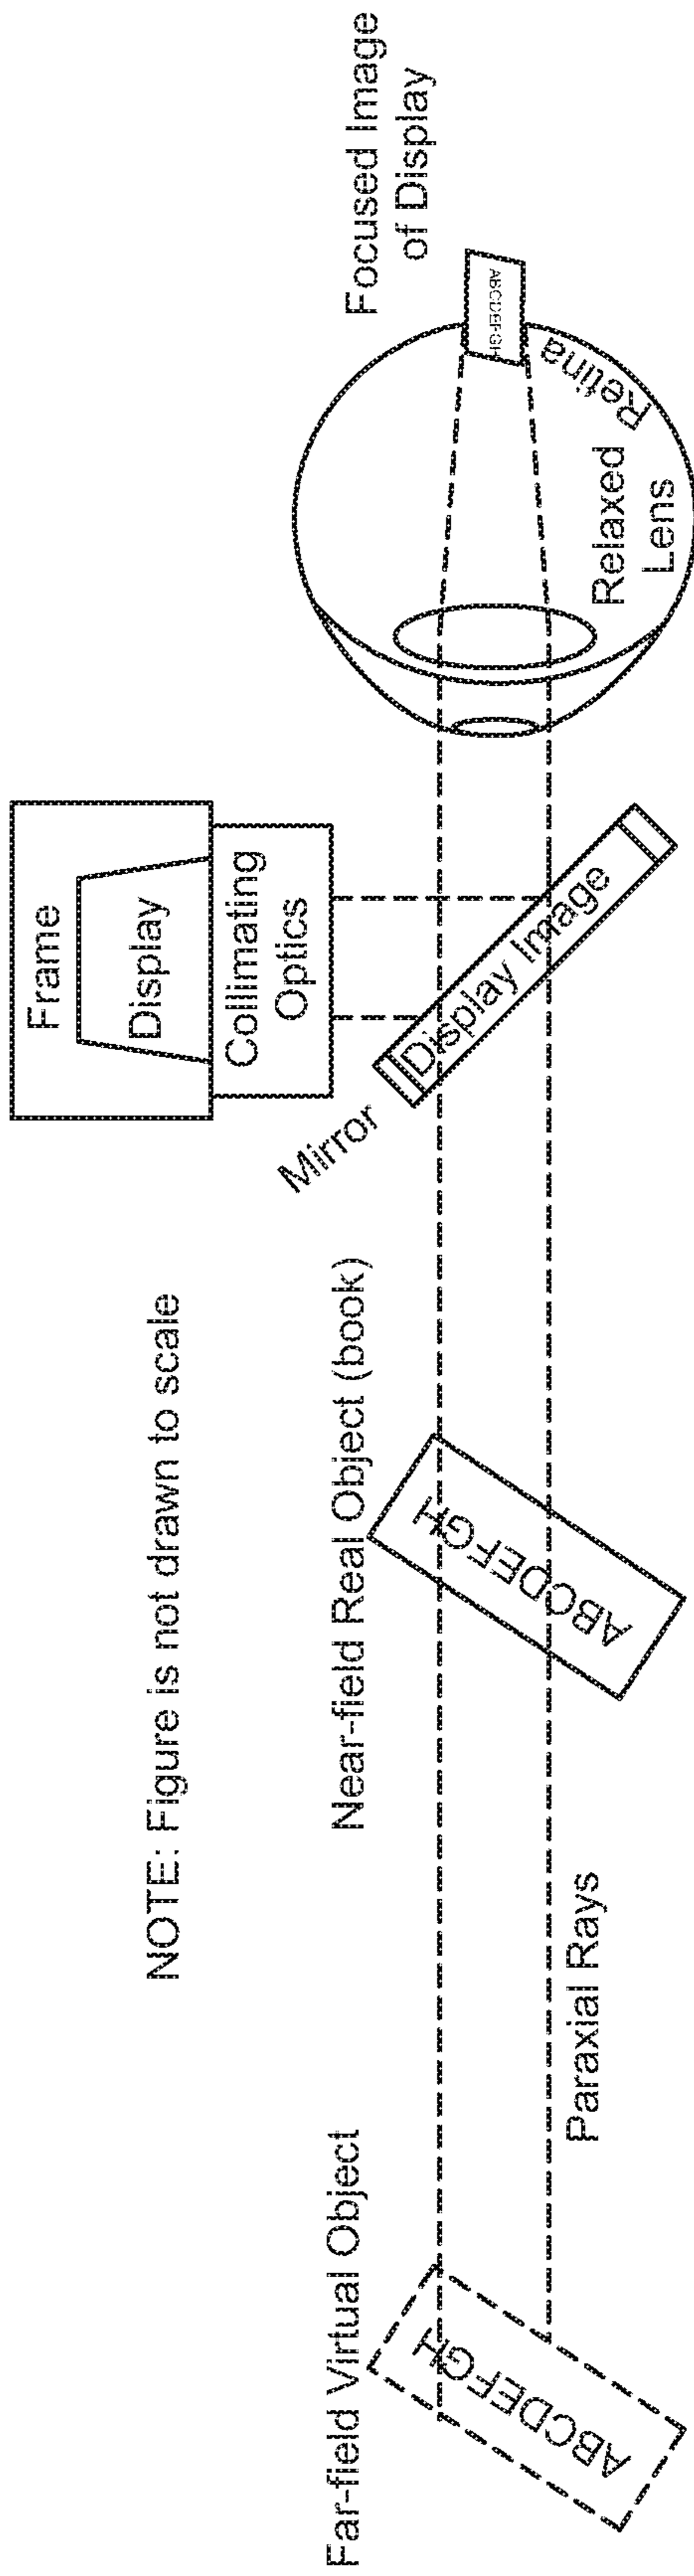 Focused Image
of Display
ABCDEFGH
Retina
Relaxed
Lens
Frame
Display
Collimating
Optics
Mirror
Display Image
NOTE: Figure is not drawn to scale
Near-field Real Object (book)
ABCDEFGH
Paraxial Rays
Far-field Virtual Object
ABCDEFGH